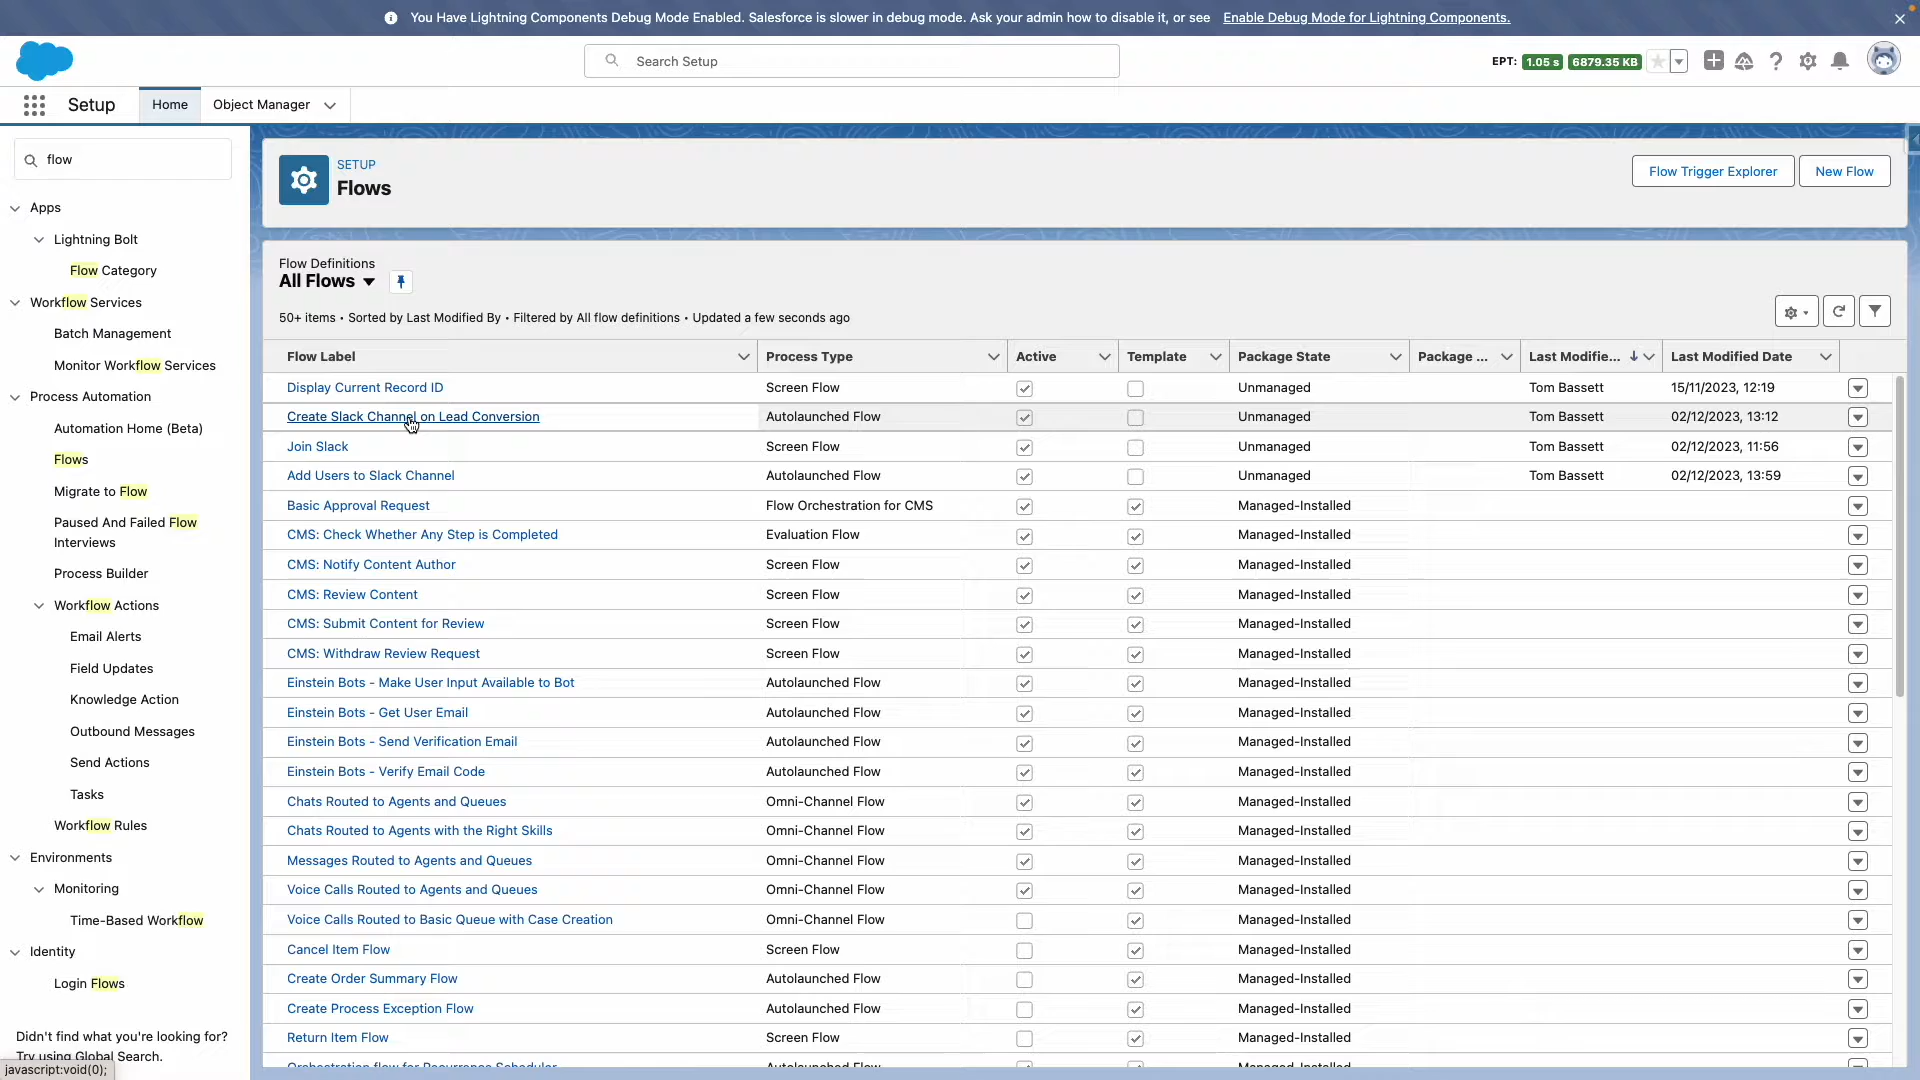 You Have Lightning Components Debug Mode Enabled. Salesforce is slower in debug mode. Ask your admin how to disable it, or see Enable Debug Mode for Lightning Components.
Search Setup
EPT: 1.05 s 6879.35 KB
Setup Home Object Manager
flow
Apps
Lightning Bolt
Flow Category
Workflow Services
Batch Management
Monitor Workflow Services
Process Automation
Automation Home (Beta)
Flows
Migrate to Flow
Paused And Failed Flow
Interviews
Process Builder
Workflow Actions
Email Alerts
Field Updates
Knowledge Action
Outbound Messages
Send Actions
Tasks
Workflow Rules
Environments
Monitoring
Time-Based Workflow
Identity
Login Flows
Didn't find what you're looking for?
Try using Global Search.
javascript:void(0);
SETUP
Flows
Flow Trigger Explorer New Flow
Flow Definitions
All Flows
50+ items • Sorted by Last Modified By • Filtered by All flow definitions • Updated a few seconds ago
Flow Label Process Type Active Template Package State Package ... Last Modifie... Last Modified Date
Display Current Record ID Screen Flow Unmanaged Tom Bassett 15/11/2023, 12:19
Create Slack Channel on Lead Conversion Autolaunched Flow Unmanaged Tom Bassett 02/12/2023, 13:12
Join Slack Screen Flow Unmanaged Tom Bassett 02/12/2023, 11:56
Add Users to Slack Channel Autolaunched Flow Unmanaged Tom Bassett 02/12/2023, 13:59
Basic Approval Request Flow Orchestration for CMS Managed-Installed
CMS: Check Whether Any Step is Completed Evaluation Flow Managed-Installed
CMS: Notify Content Author Screen Flow Managed-Installed
CMS: Review Content Screen Flow Managed-Installed
CMS: Submit Content for Review Screen Flow Managed-Installed
CMS: Withdraw Review Request Screen Flow Managed-Installed
Einstein Bots - Make User Input Available to Bot Autolaunched Flow Managed-Installed
Einstein Bots - Get User Email Autolaunched Flow Managed-Installed
Einstein Bots - Send Verification Email Autolaunched Flow Managed-Installed
Einstein Bots - Verify Email Code Autolaunched Flow Managed-Installed
Chats Routed to Agents and Queues Omni-Channel Flow Managed-Installed
Chats Routed to Agents with the Right Skills Omni-Channel Flow Managed-Installed
Messages Routed to Agents and Queues Omni-Channel Flow Managed-Installed
Voice Calls Routed to Agents and Queues Omni-Channel Flow Managed-Installed
Voice Calls Routed to Basic Queue with Case Creation Omni-Channel Flow Managed-Installed
Cancel Item Flow Screen Flow Managed-Installed
Create Order Summary Flow Autolaunched Flow Managed-Installed
Create Process Exception Flow Autolaunched Flow Managed-Installed
Return Item Flow Screen Flow Managed-Installed
Orchestration flow for Recurrence Scheduler Autolaunched Flow Managed-Installed